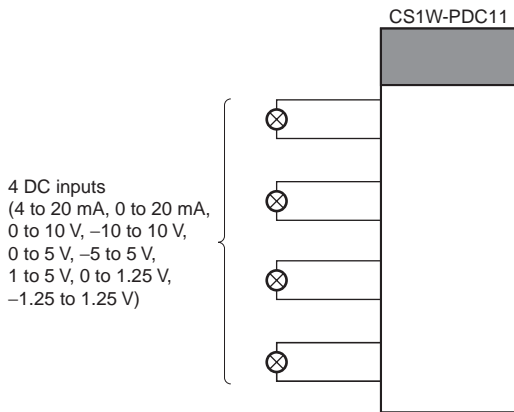 CS1W-PDC11
4 DC inputs
(4 to 20 mA, 0 to 20 mA,
0 to 10 V, −10 to 10 V,
0 to 5 V, −5 to 5 V,
1 to 5 V, 0 to 1.25 V,
−1.25 to 1.25 V)